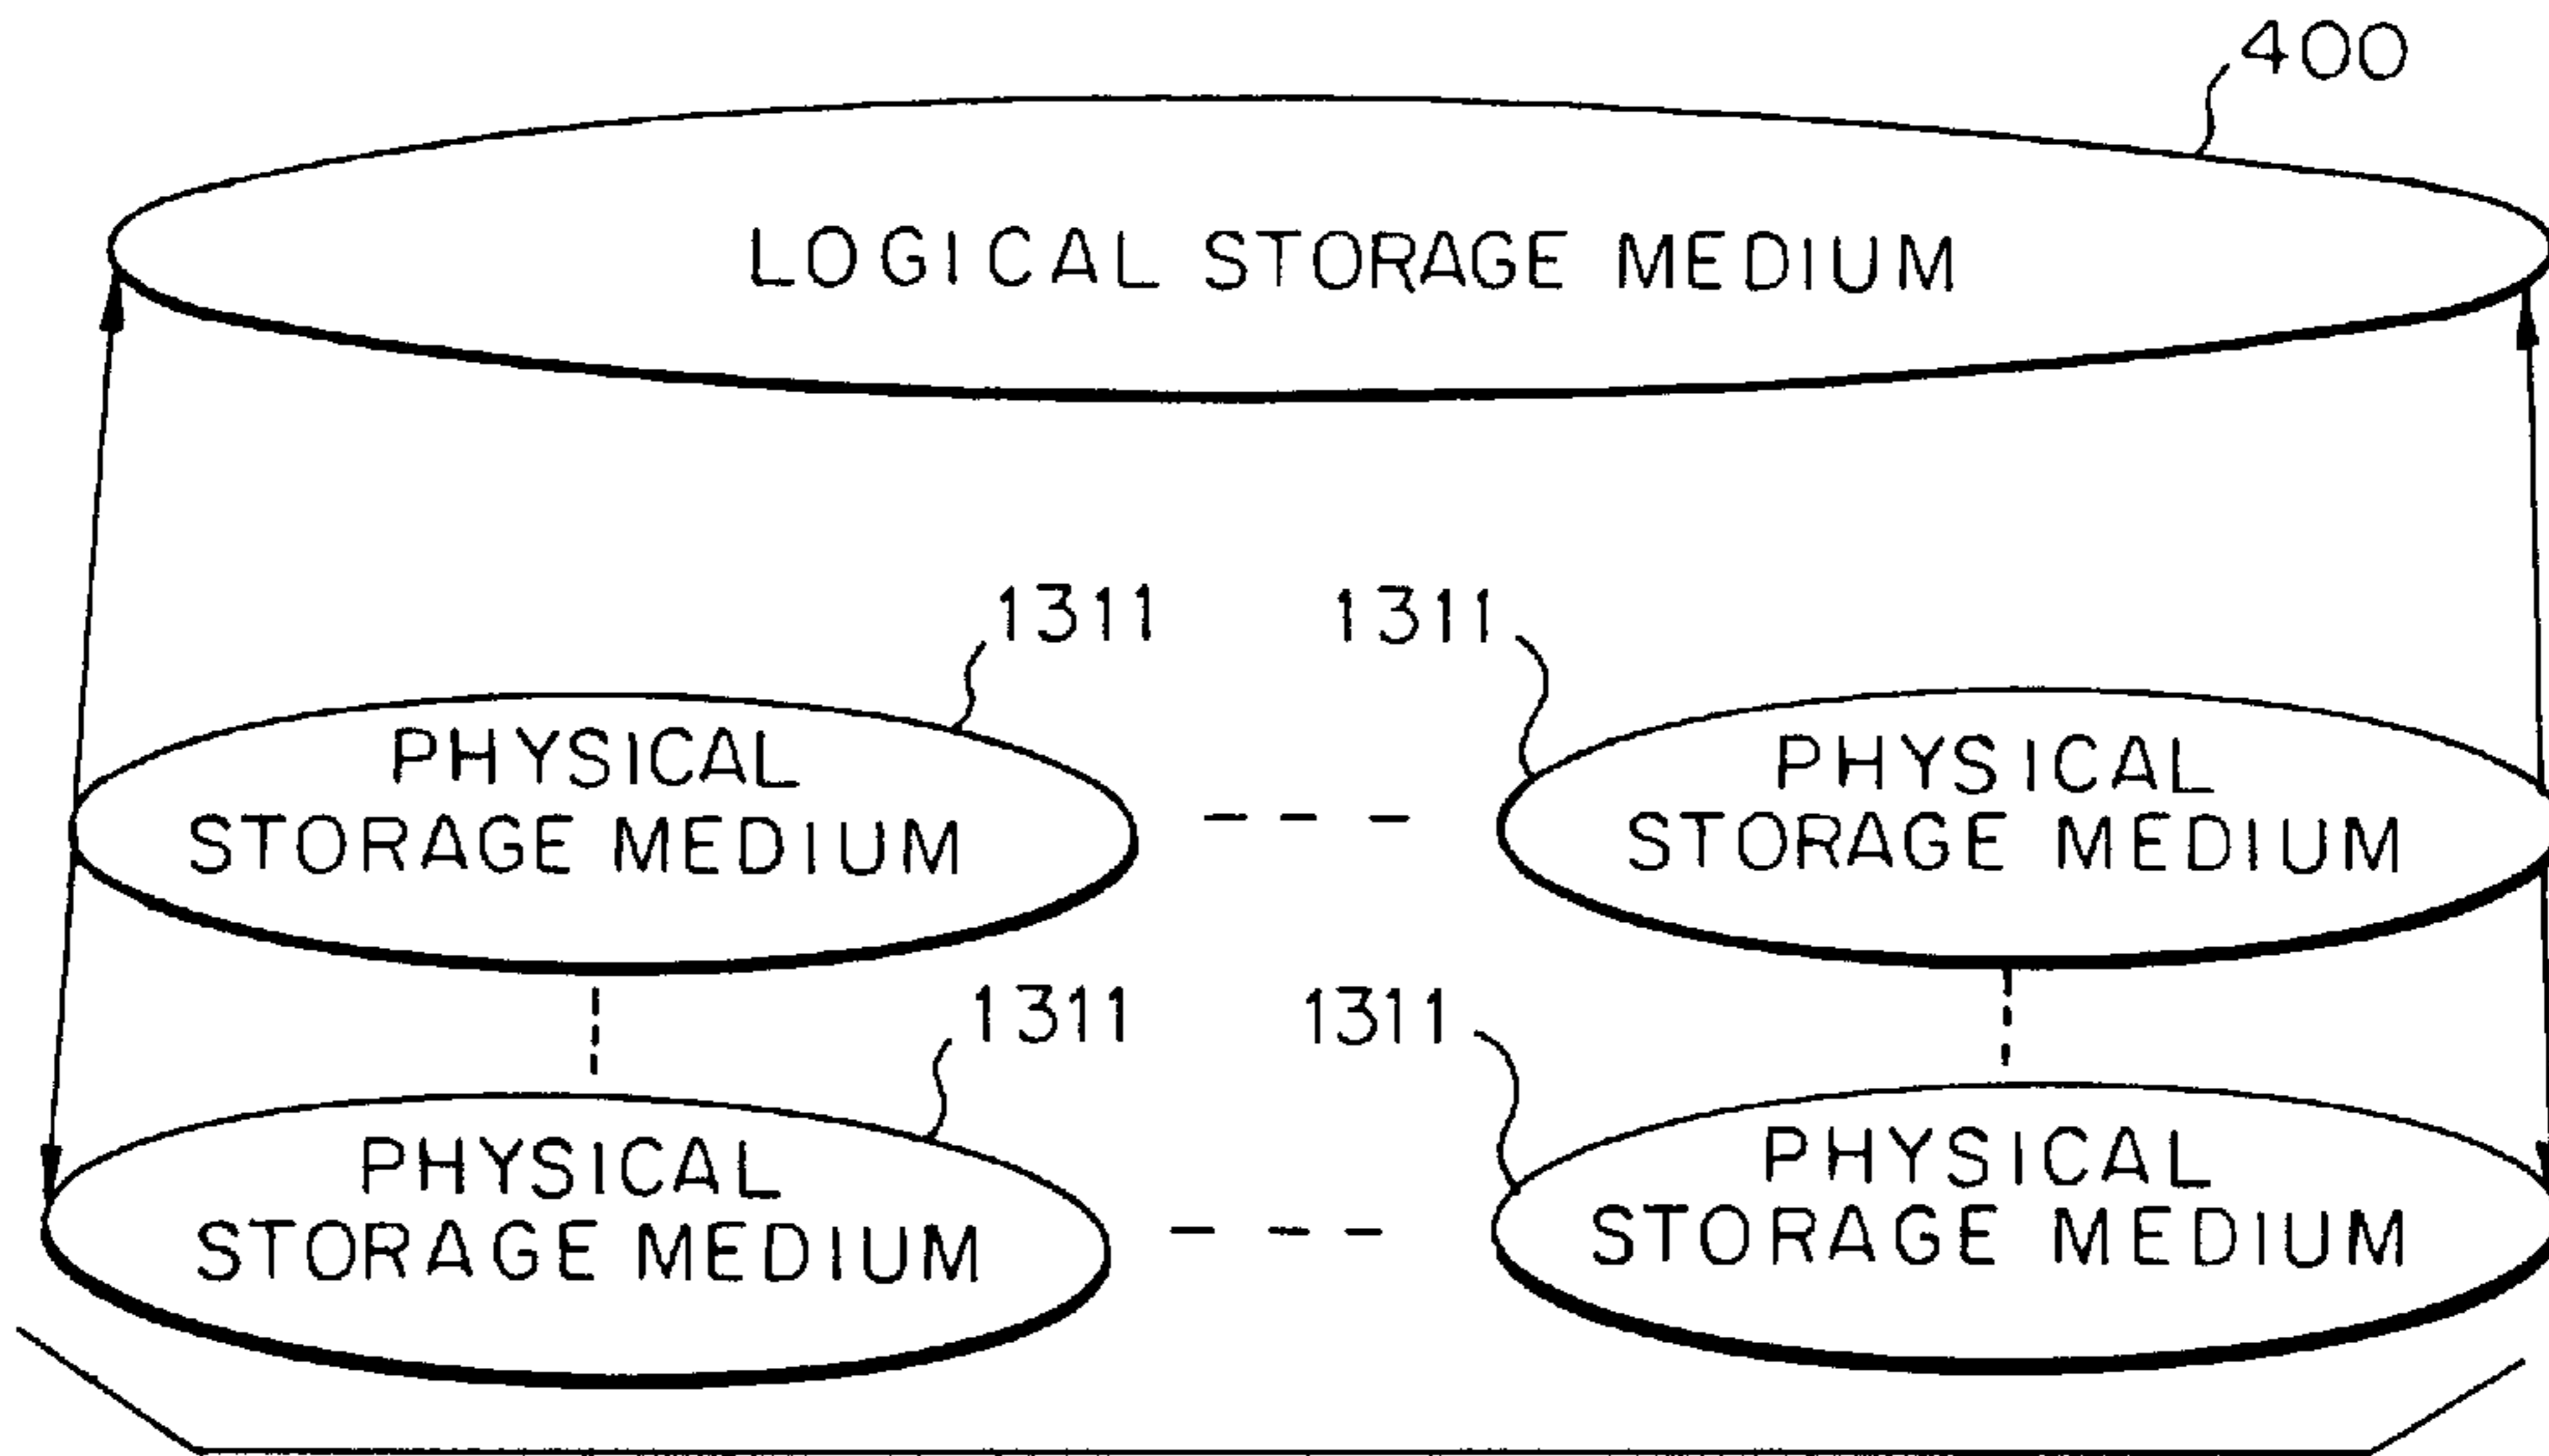 400
LOGICAL STORAGE MEDIUM
1311
1311
PHYSICAL
STORAGE MEDIUM
PHYSICAL
STORAGE MEDIUM
1311
1311
PHYSICAL
STORAGE MEDIUM
PHYSICAL
STORAGE MEDIUM